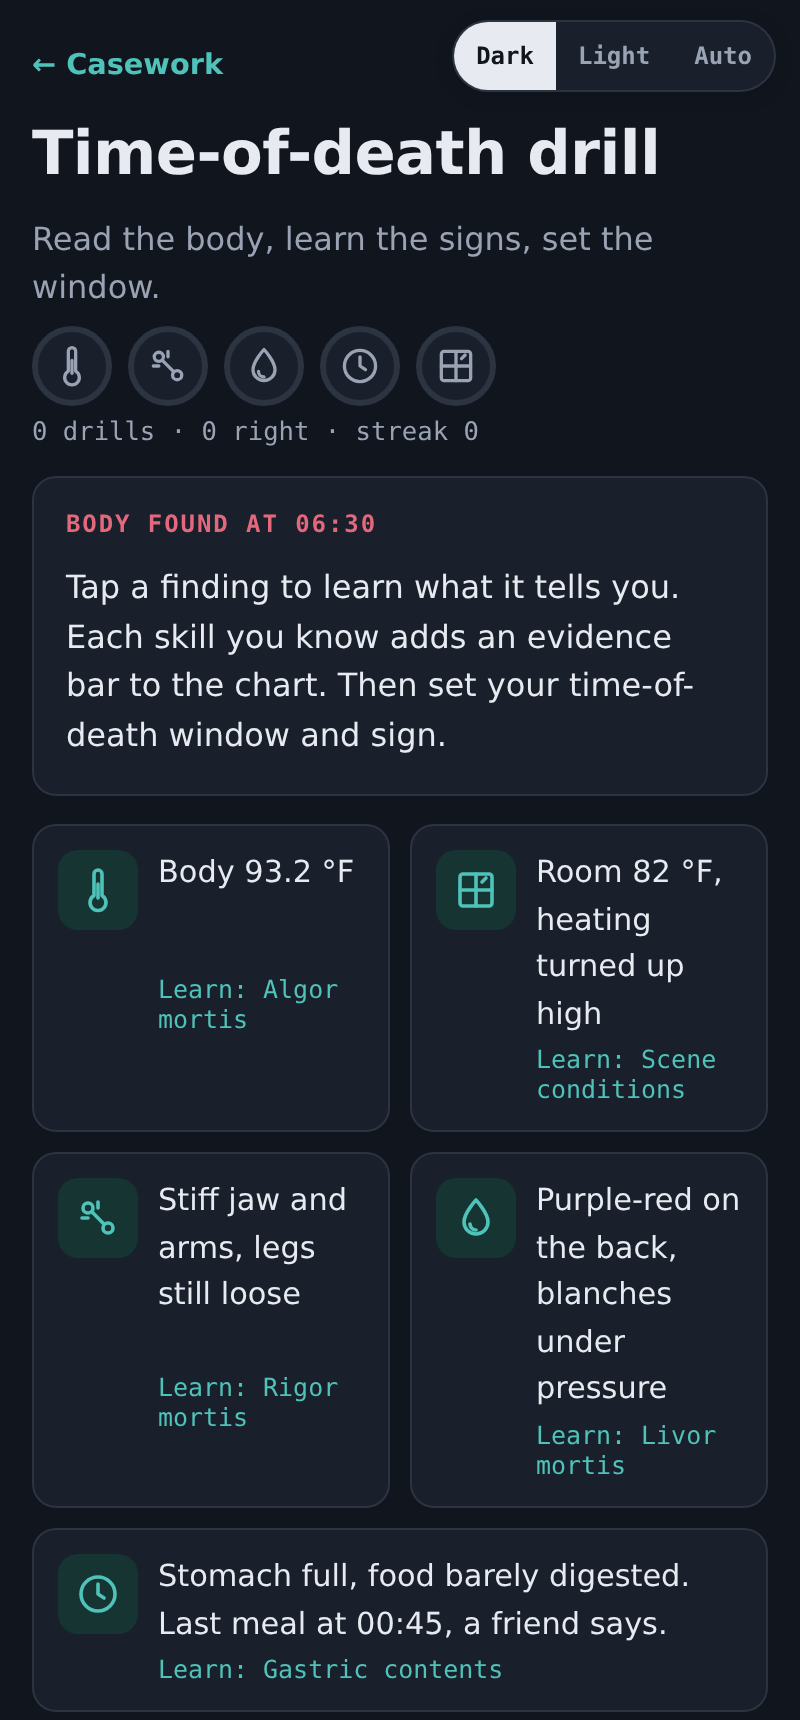 ← Casework
Dark Light Auto
Time-of-death drill
Read the body, learn the signs, set the
window.
0 drills · 0 right · streak 0
BODY FOUND AT 06:30
Tap a finding to learn what it tells you.
Each skill you know adds an evidence
bar to the chart. Then set your time-of-
death window and sign.
Body 93.2 °F
Learn: Algor
mortis
Room 82 °F,
heating
turned up
high
Learn: Scene
conditions
Stiff jaw and
arms, legs
still loose
Learn: Rigor
mortis
Purple-red on
the back,
blanches
under
pressure
Learn: Livor
mortis
Stomach full, food barely digested.
Last meal at 00:45, a friend says.
Learn: Gastric contents